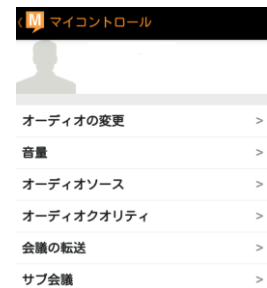 < M マイコントロール
オーディオの変更 >
音量 >
オーディオソース >
オーディオクオリティ >
会議の転送 >
サブ会議 >